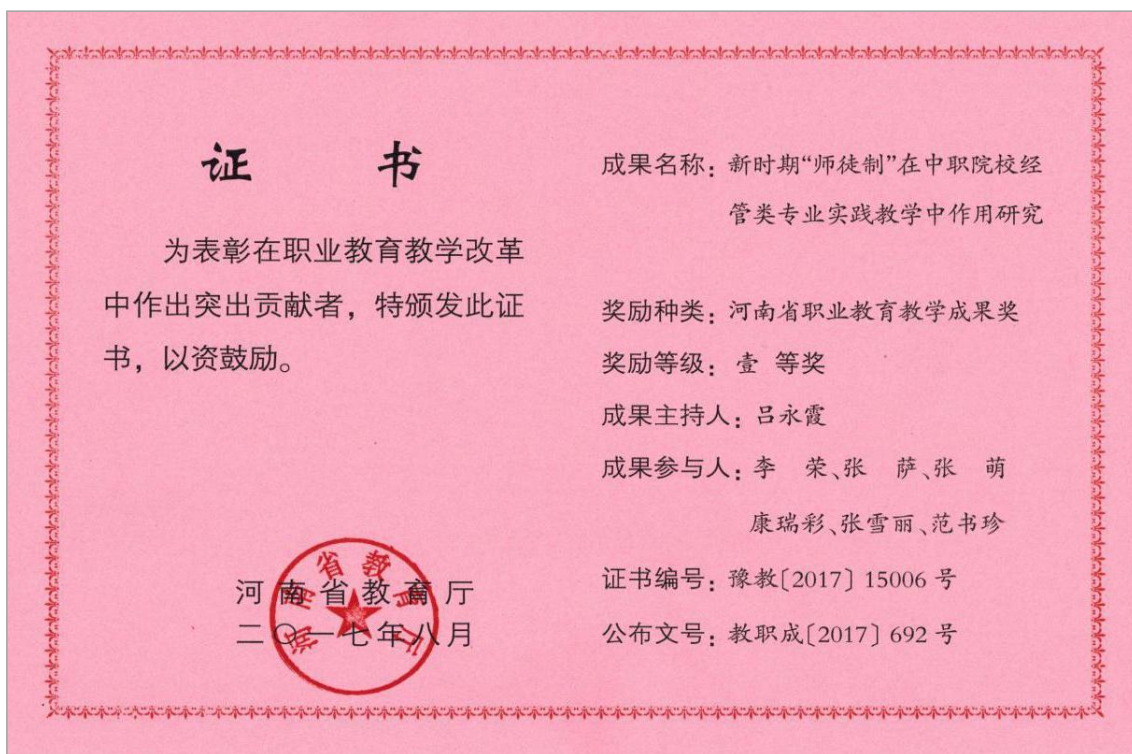 证 书
为表彰在职业教育教学改革
中作出突出贡献者，特颁发此证
书，以资鼓励。
河南省教育厅
二〇一七年八月
河南省教育厅
成果名称：新时期“师徒制”在中职院校经
管类专业实践教学中作用研究
奖励种类：河南省职业教育教学成果奖
奖励等级：壹 等奖
成果主持人：吕永霞
成果参与人：李 荣、张 萨、张 萌
康瑞彩、张雪丽、范书珍
证书编号：豫教〔2017〕15006 号
公布文号：教职成〔2017〕692 号